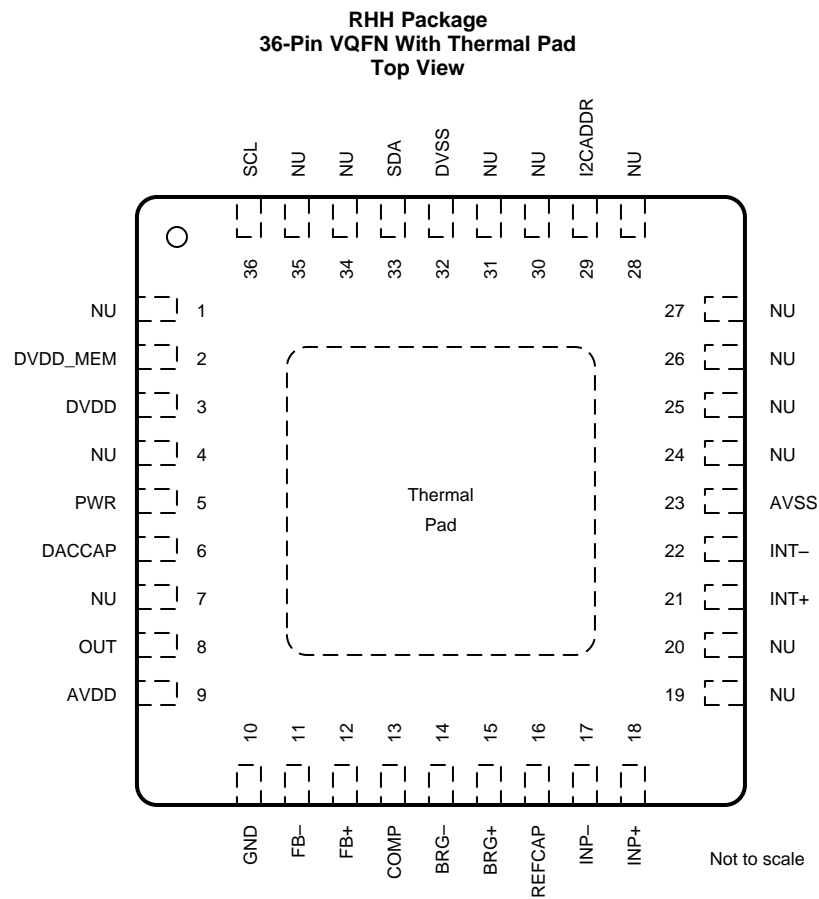 RHH Package
36-Pin VQFN With Thermal Pad
Top View
SCL
NU
NU
SDA
DVSS
NU
NU
I2CADDR
NU
36
35
34
33
32
31
30
29
28
NU 1
DVDD_MEM 2
DVDD 3
NU 4
PWR 5
DACCAP 6
NU 7
OUT 8
AVDD 9
Thermal
Pad
27 NU
26 NU
25 NU
24 NU
23 AVSS
22 INT–
21 INT+
20 NU
19 NU
10
11
12
13
14
15
16
17
18
GND
FB–
FB+
COMP
BRG–
BRG+
REFCAP
INP–
INP+
Not to scale